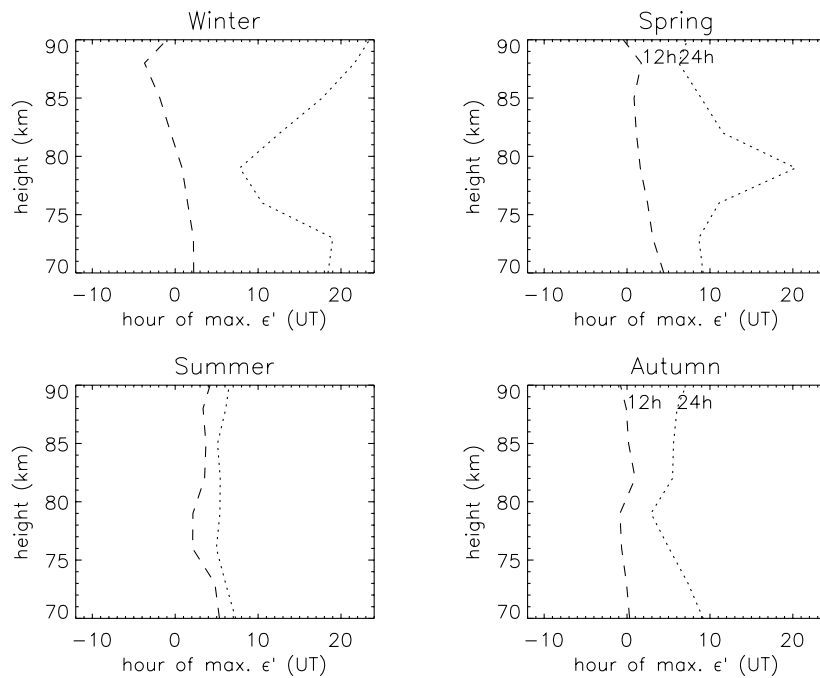 Winter
90
85
80
75
70
height (km)
-10 0 10 20
hour of max. ϵ' (UT)
Spring
12h 24h
90
85
80
75
70
height (km)
-10 0 10 20
hour of max. ϵ' (UT)
Summer
90
85
80
75
70
height (km)
-10 0 10 20
hour of max. ϵ' (UT)
Autumn
12h 24h
90
85
80
75
70
height (km)
-10 0 10 20
hour of max. ϵ' (UT)